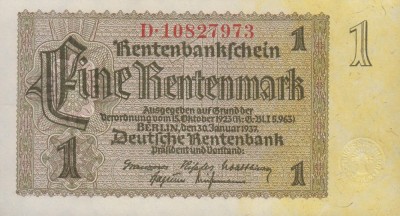 D·10827973
Rentenbankschein 1 1
Eine Rentenmark
Ausgegeben auf Grund der
Verordnung vom 15. Oktober 1923 (R.G.Bl.I S.963)
BERLIN, den 30. Januar 1937.
1 Deutsche Rentenbank 1
Präsident und Vorstand: